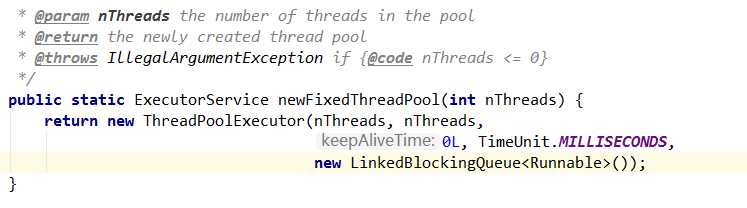 * @param nThreads the number of threads in the pool
* @return the newly created thread pool
* @throws IllegalArgumentException if {@code nThreads <= 0}
*/
public static ExecutorService newFixedThreadPool(int nThreads) {
return new ThreadPoolExecutor(nThreads, nThreads,
keepAliveTime: 0L, TimeUnit.MILLISECONDS,
new LinkedBlockingQueue<Runnable>());
}